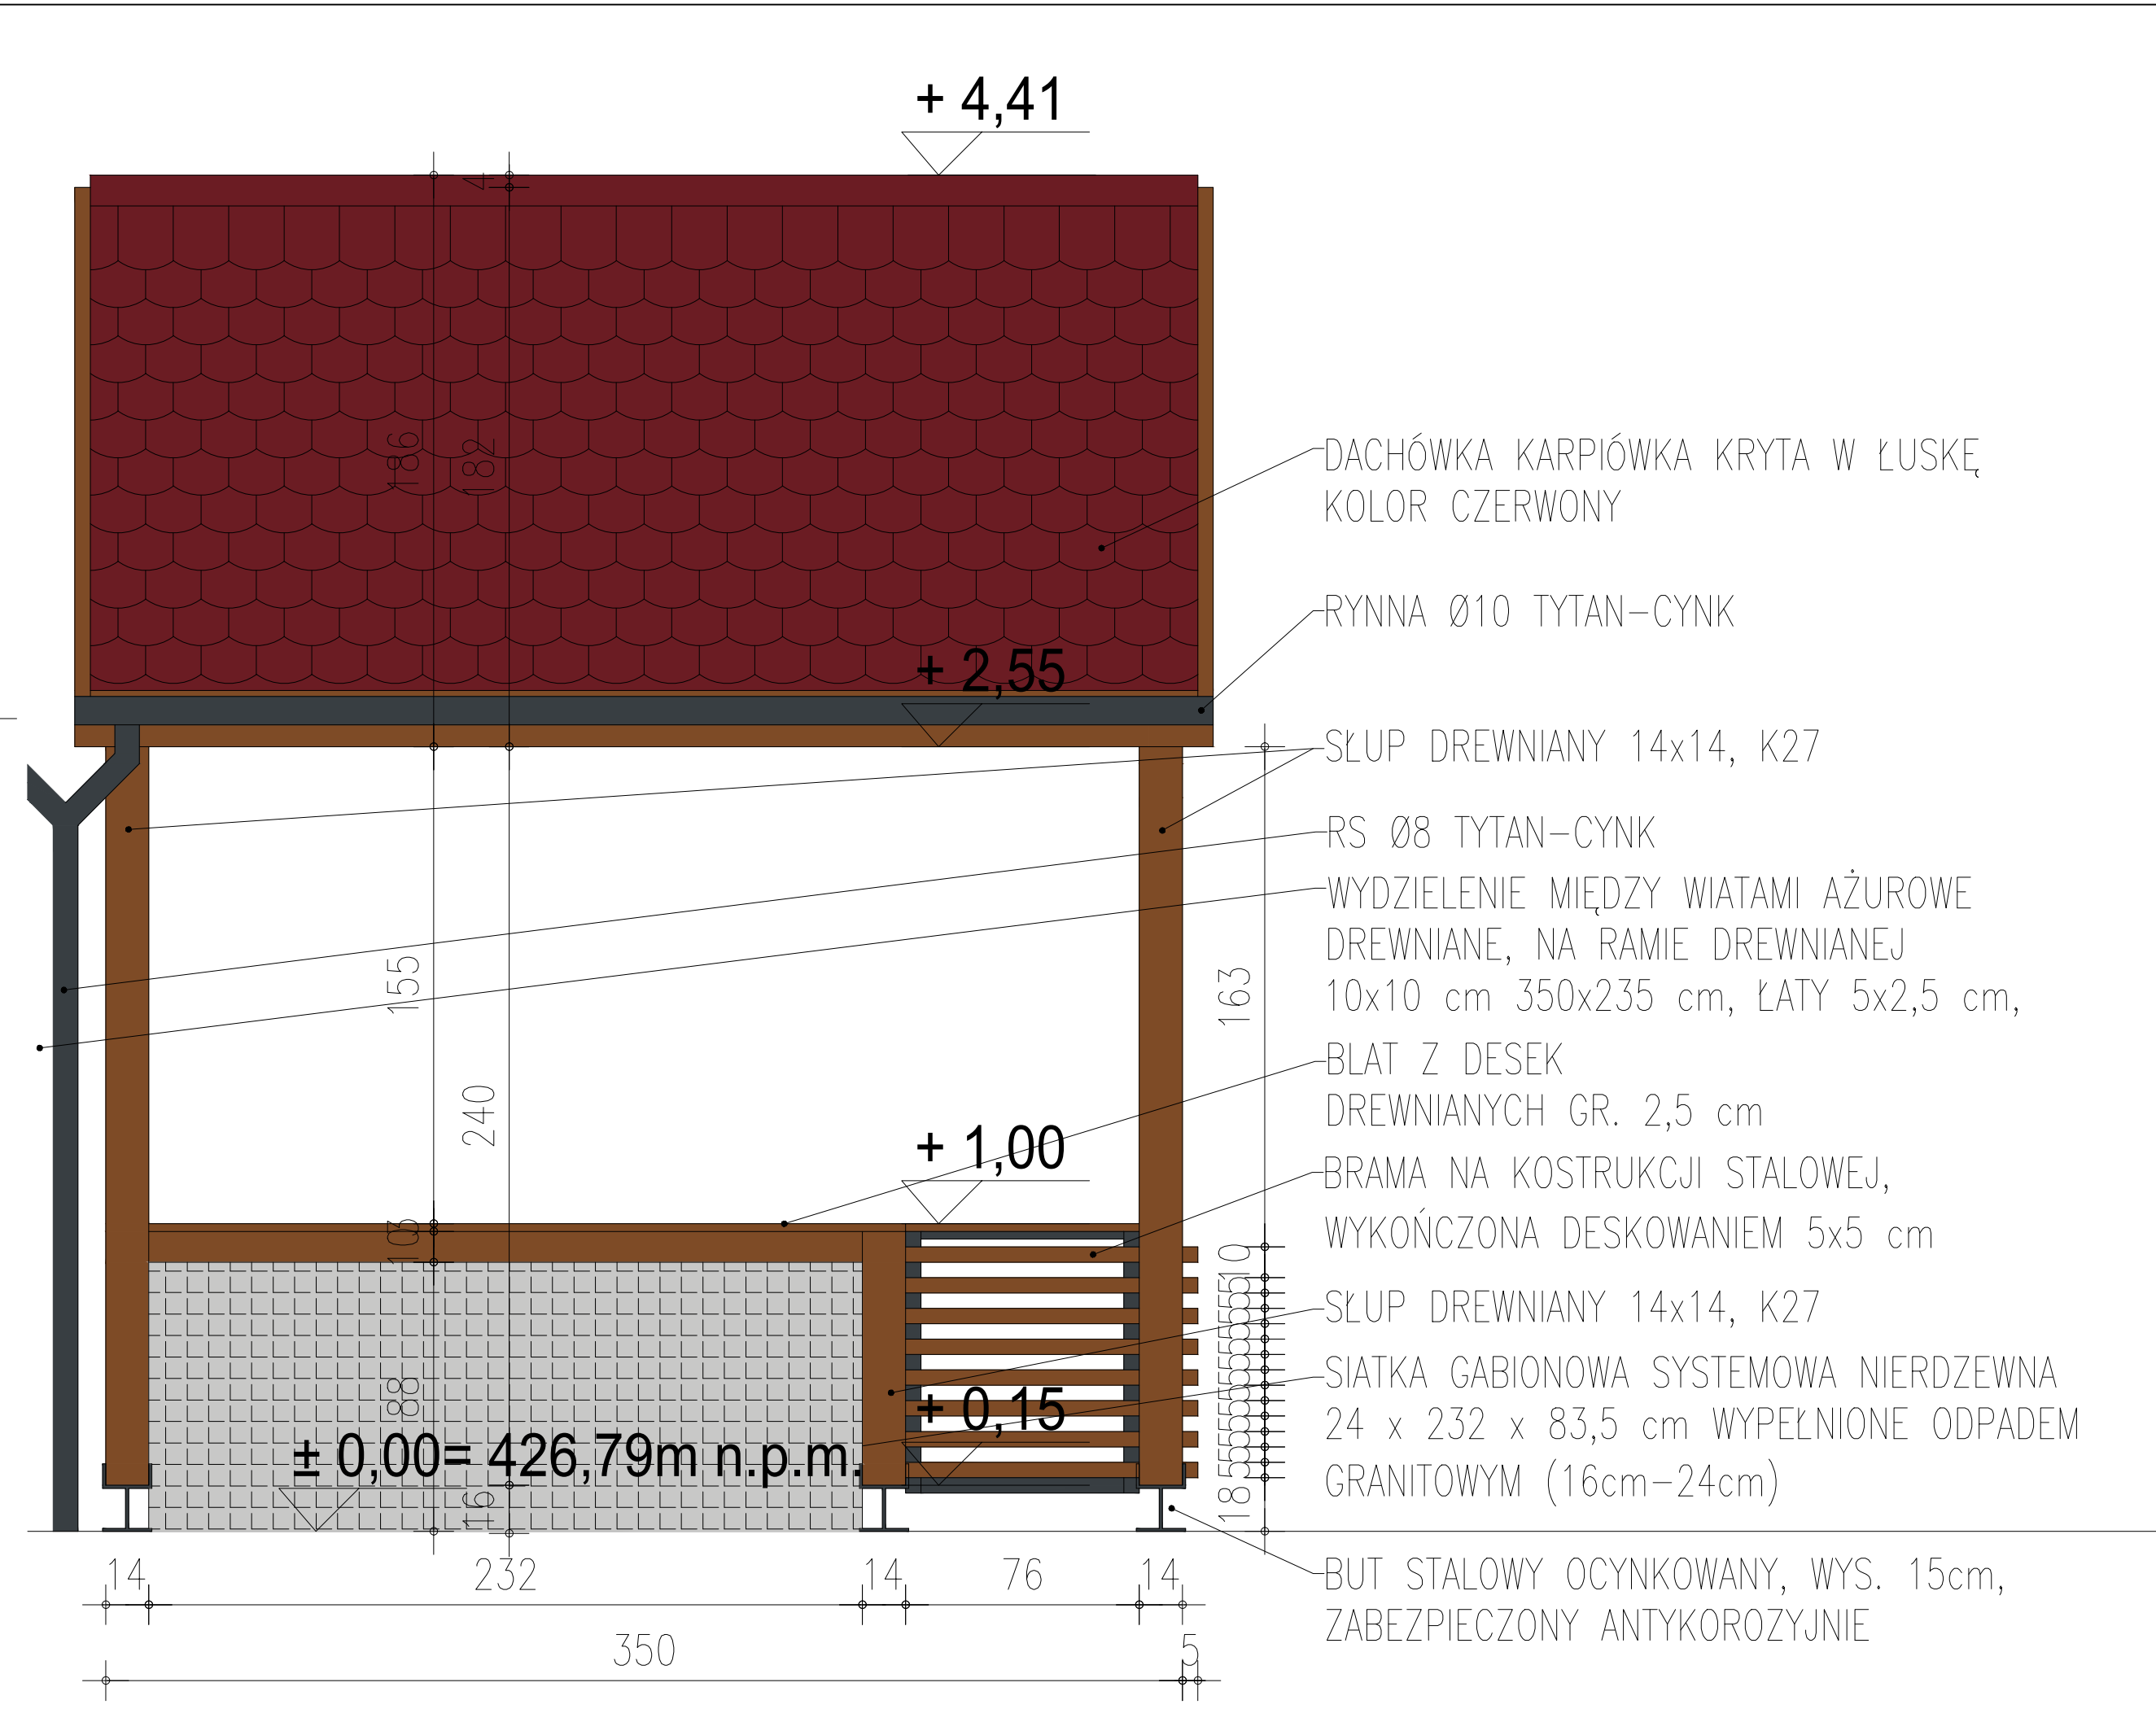 + 4,41
4
186
182
DACHÓWKA KARPIÓWKA KRYTA W ŁUSKĘ
KOLOR CZERWONY
RYNNA Ø10 TYTAN-CYNK
+ 2,55
SŁUP DREWNIANY 14x14, K27
RS Ø8 TYTAN-CYNK
WYDZIELENIE MIĘDZY WIATAMI AŻUROWE
DREWNIANE, NA RAMIE DREWNIANEJ
10x10 cm 350x235 cm, ŁATY 5x2,5 cm,
155
163
240
BLAT Z DESEK
DREWNIANYCH GR. 2,5 cm
+ 1,00
BRAMA NA KOSTRUKCJI STALOWEJ,
WYKOŃCZONA DESKOWANIEM 5x5 cm
10
SŁUP DREWNIANY 14x14, K27
88
+ 0,15
SIATKA GABIONOWA SYSTEMOWA NIERDZEWNA
24 x 232 x 83,5 cm WYPEŁNIONE ODPADEM
GRANITOWYM (16cm-24cm)
± 0,00= 426,79m n.p.m.
16
18
BUT STALOWY OCYNKOWANY, WYS. 15cm,
ZABEZPIECZONY ANTYKOROZYJNIE
14 232 14 76 14
350 5